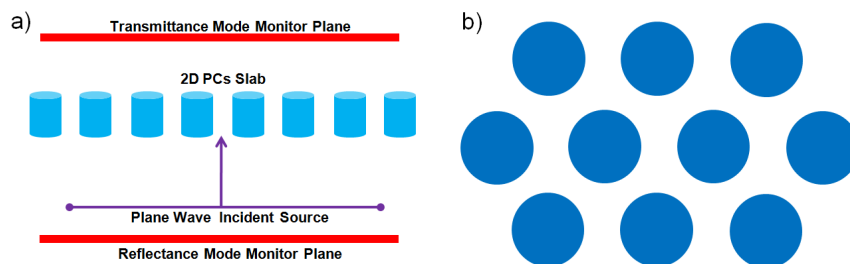 a)
Transmittance Mode Monitor Plane
2D PCs Slab
Plane Wave Incident Source
Reflectance Mode Monitor Plane
b)